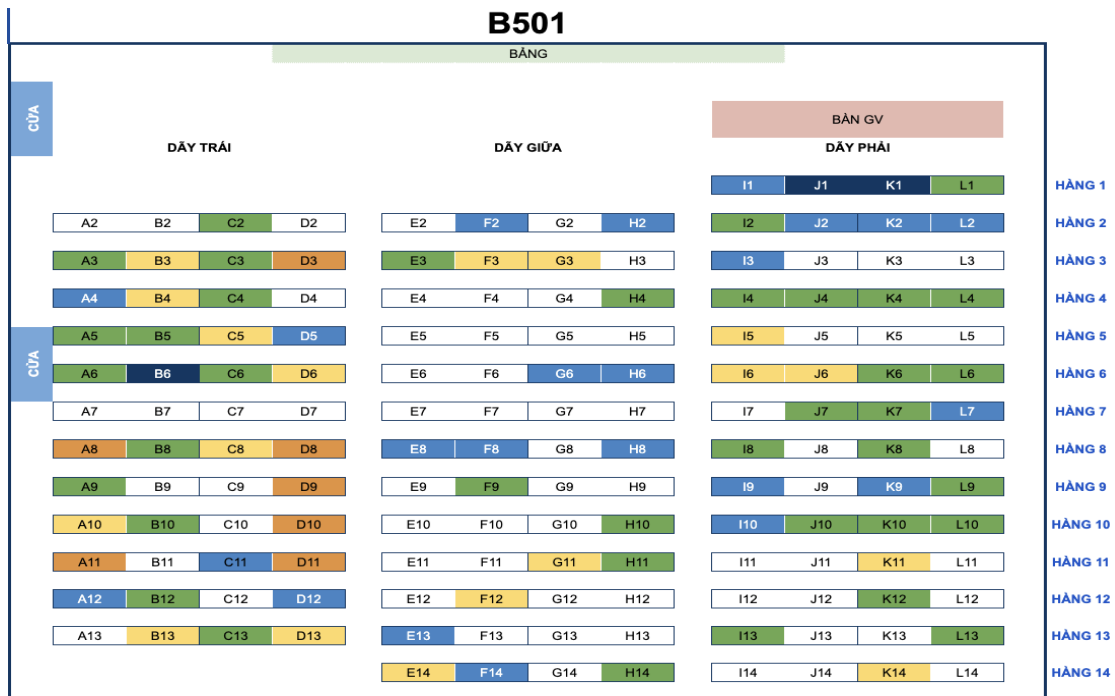 B501
BẢNG
CỬA
BÀN GV
DÃY TRÁI DÃY GIỮA DÃY PHẢI
I1 J1 K1 L1 HÀNG 1
A2 B2 C2 D2 E2 F2 G2 H2 I2 J2 K2 L2 HÀNG 2
A3 B3 C3 D3 E3 F3 G3 H3 I3 J3 K3 L3 HÀNG 3
A4 B4 C4 D4 E4 F4 G4 H4 I4 J4 K4 L4 HÀNG 4
A5 B5 C5 D5 E5 F5 G5 H5 I5 J5 K5 L5 HÀNG 5
CỬA
A6 B6 C6 D6 E6 F6 G6 H6 I6 J6 K6 L6 HÀNG 6
A7 B7 C7 D7 E7 F7 G7 H7 I7 J7 K7 L7 HÀNG 7
A8 B8 C8 D8 E8 F8 G8 H8 I8 J8 K8 L8 HÀNG 8
A9 B9 C9 D9 E9 F9 G9 H9 I9 J9 K9 L9 HÀNG 9
A10 B10 C10 D10 E10 F10 G10 H10 I10 J10 K10 L10 HÀNG 10
A11 B11 C11 D11 E11 F11 G11 H11 I11 J11 K11 L11 HÀNG 11
A12 B12 C12 D12 E12 F12 G12 H12 I12 J12 K12 L12 HÀNG 12
A13 B13 C13 D13 E13 F13 G13 H13 I13 J13 K13 L13 HÀNG 13
E14 F14 G14 H14 I14 J14 K14 L14 HÀNG 14